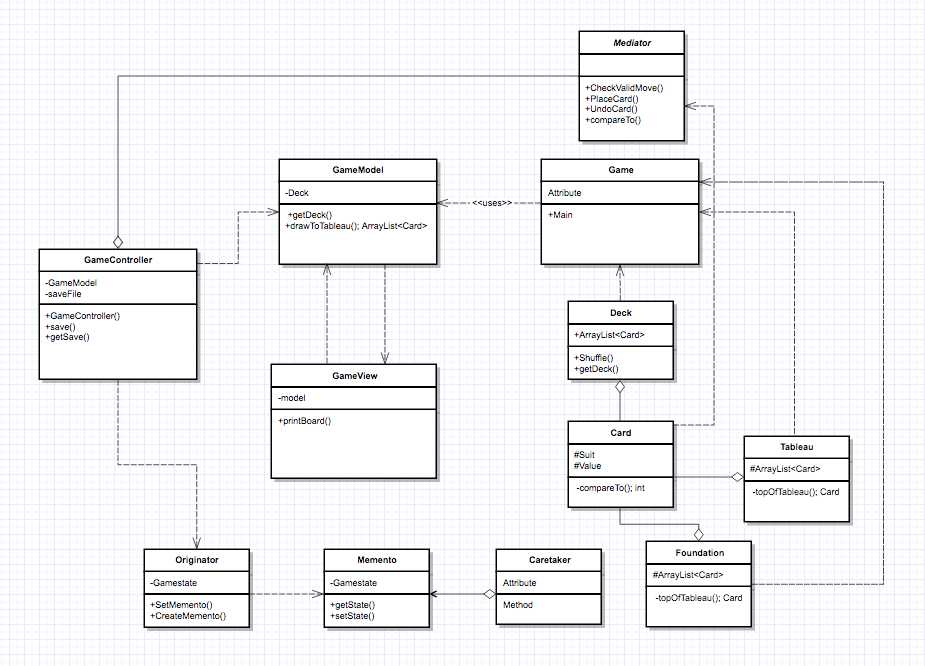 Mediator
+CheckValidMove()
+PlaceCard()
+UndoCard()
+compareTo()
GameModel
-Deck
+getDeck()
+drawToTableau(); ArrayList<Card>
<<uses>>
Game
Attribute
+Main
GameController
-GameModel
-saveFile
+GameController()
+save()
+getSave()
Deck
+ArrayList<Card>
+Shuffle()
+getDeck()
GameView
-model
+printBoard()
Card
#Suit
#Value
-compareTo(); int
Tableau
#ArrayList<Card>
-topOfTableau(); Card
Originator
-Gamestate
+SetMemento()
+CreateMemento()
Memento
-Gamestate
+getState()
+setState()
Caretaker
Attribute
Method
Foundation
#ArrayList<Card>
-topOfTableau(); Card